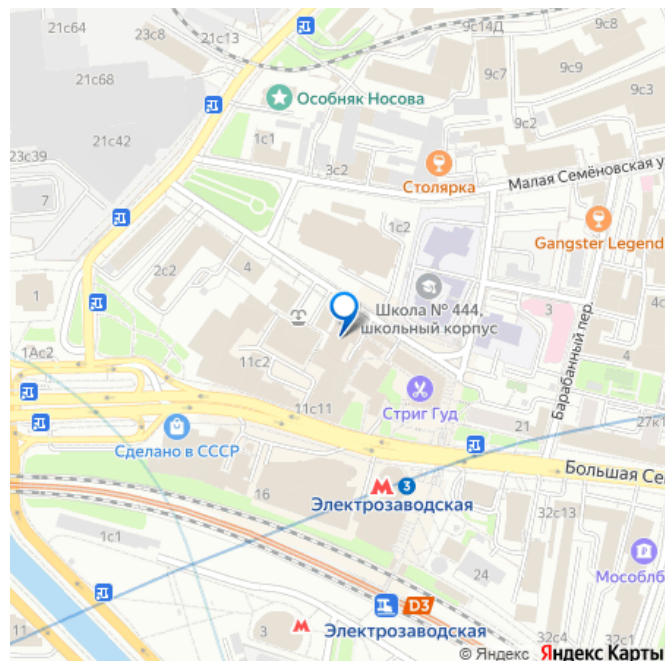 21с64
23с8
21с13
9с14Д
9с9
21с68
9с7
9с3
Особняк Носова
21с42
9с2
1с1
23с39
3с2
Столярка
Малая Семёновская у
7
1с2
Gangster Legend
2с2
4
1
Школа № 444,
школьный корпус
3
Барабанный пер.
4
1Ас2
11с2
11с11
Стриг Гуд
21
27к1
Сделано в СССР
Большая Сем
16
3
Электрозаводская
32с13
1с1
24
Мособлб
D3
11
3
Электрозаводская
32с4
32с1
© Яндекс Яндекс Карты